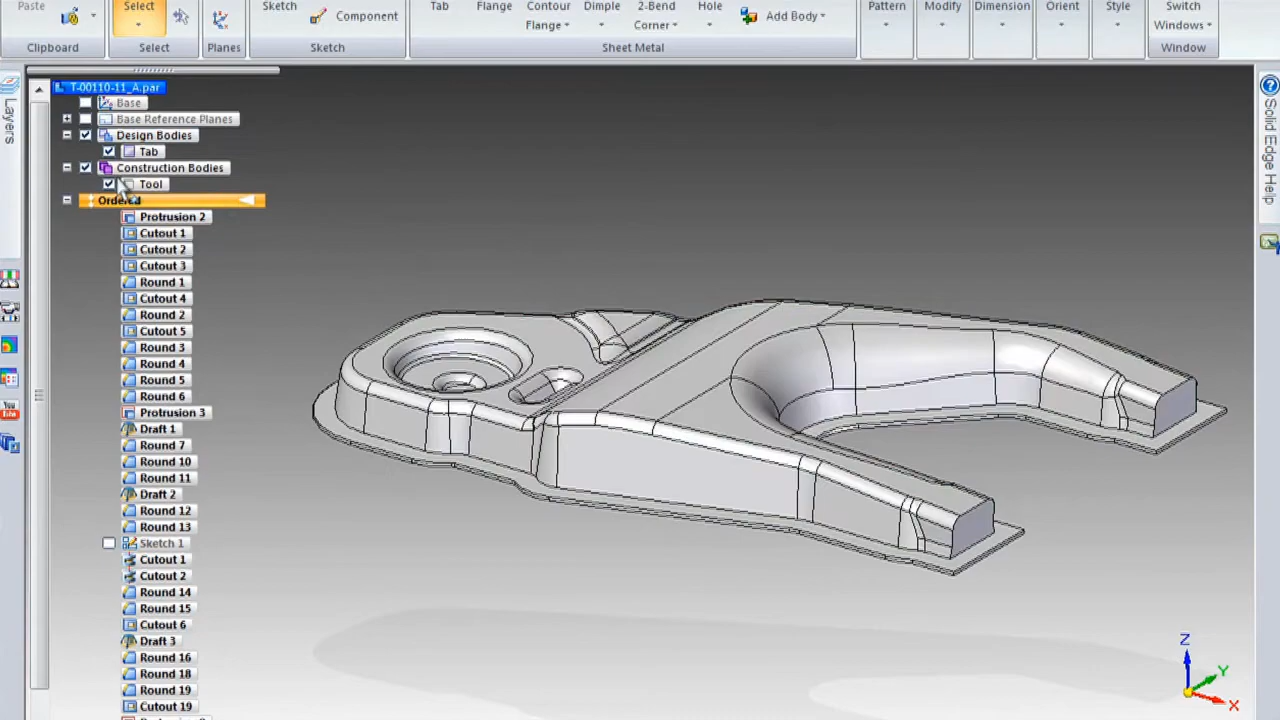 Paste
Select
Sketch
Component
Tab
Flange
Contour
Flange
Dimple
2-Bend
Corner
Hole
Add Body
Pattern
Modify
Dimension
Orient
Style
Switch
Windows
Clipboard
Select
Planes
Sketch
Sheet Metal
Window
Layers
T-00110-11_A.par
Base
Base Reference Planes
Design Bodies
Tab
Construction Bodies
Tool
Ordered
Protrusion 2
Cutout 1
Cutout 2
Cutout 3
Round 1
Cutout 4
Round 2
Cutout 5
Round 3
Round 4
Round 5
Round 6
Protrusion 3
Draft 1
Round 7
Round 10
Round 11
Draft 2
Round 12
Round 13
Sketch 1
Cutout 1
Cutout 2
Round 14
Round 15
Cutout 6
Draft 3
Round 16
Round 18
Round 19
Cutout 19
Solid Edge Help
Z
Y
X